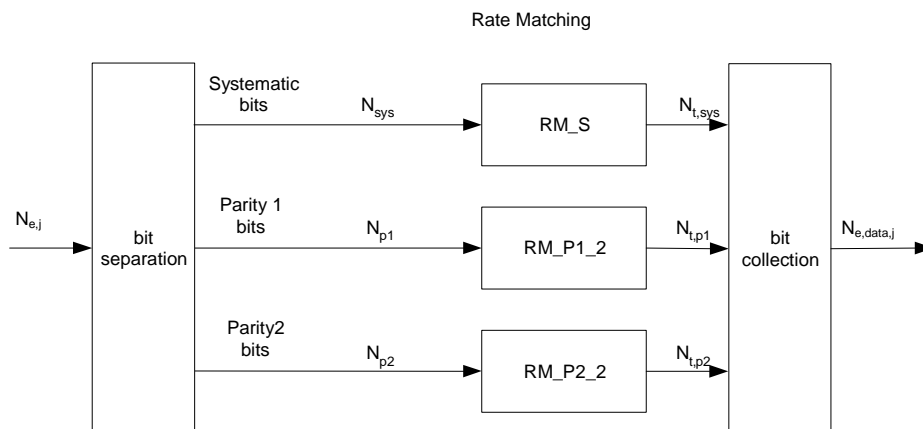 Rate Matching
Systematic
bits
N_sys
RM_S
N_t,sys
N_e,j
bit
separation
Parity 1
bits
N_p1
RM_P1_2
N_t,p1
bit
collection
N_e,data,j
Parity2
bits
N_p2
RM_P2_2
N_t,p2